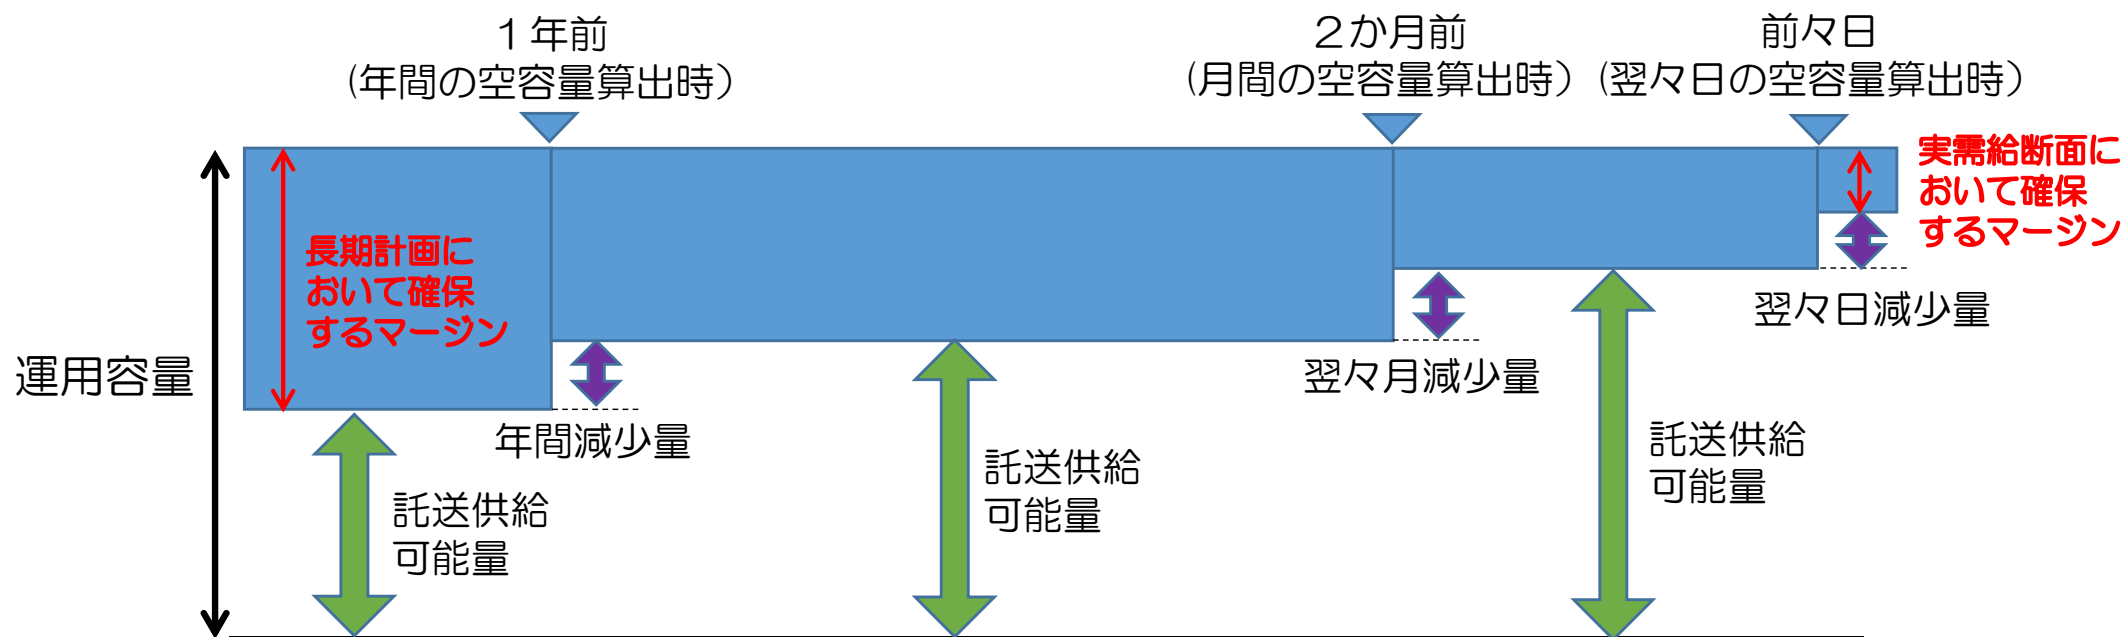 １年前
（年間の空容量算出時）
２か月前
（月間の空容量算出時）
前々日
（翌々日の空容量算出時）
実需給断面に
おいて確保
するマージン
長期計画に
おいて確保
するマージン
運用容量
年間減少量
翌々月減少量
翌々日減少量
託送供給
可能量
託送供給
可能量
託送供給
可能量